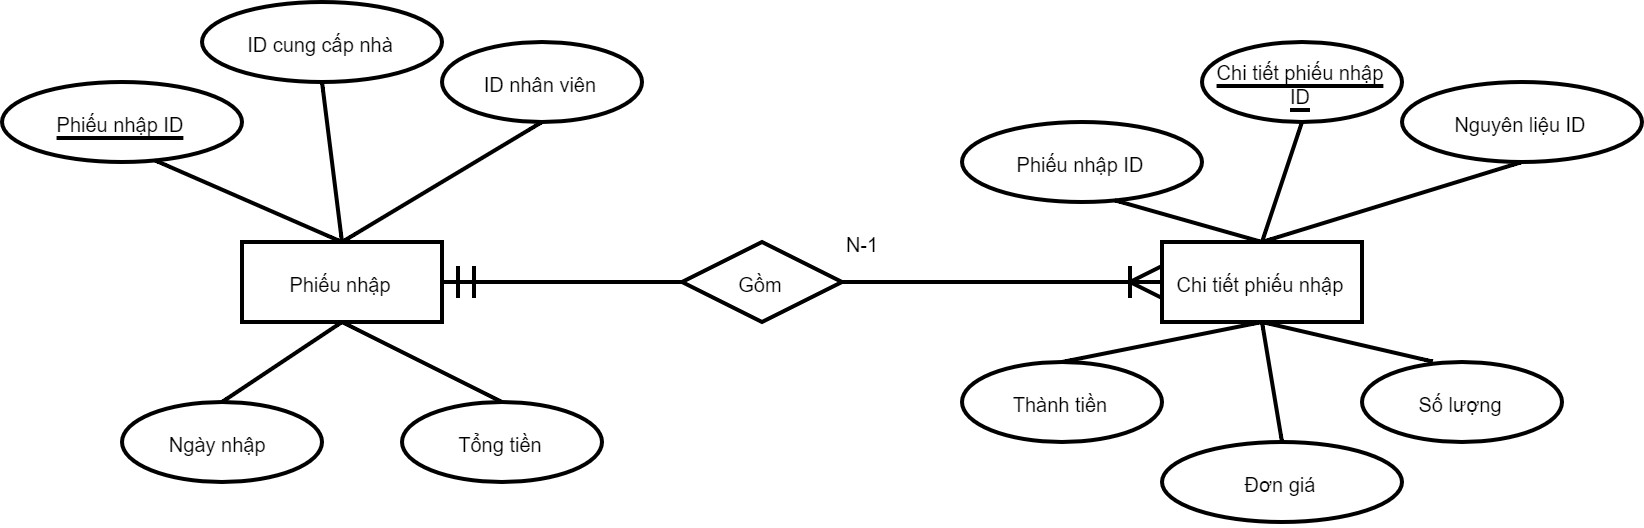 ID cung cấp nhà
ID nhân viên
Phiếu nhập ID
Chi tiết phiếu nhập
ID
Nguyên liệu ID
Phiếu nhập ID
N-1
Phiếu nhập
Gồm
Chi tiết phiếu nhập
Ngày nhập
Tổng tiền
Thành tiền
Số lượng
Đơn giá